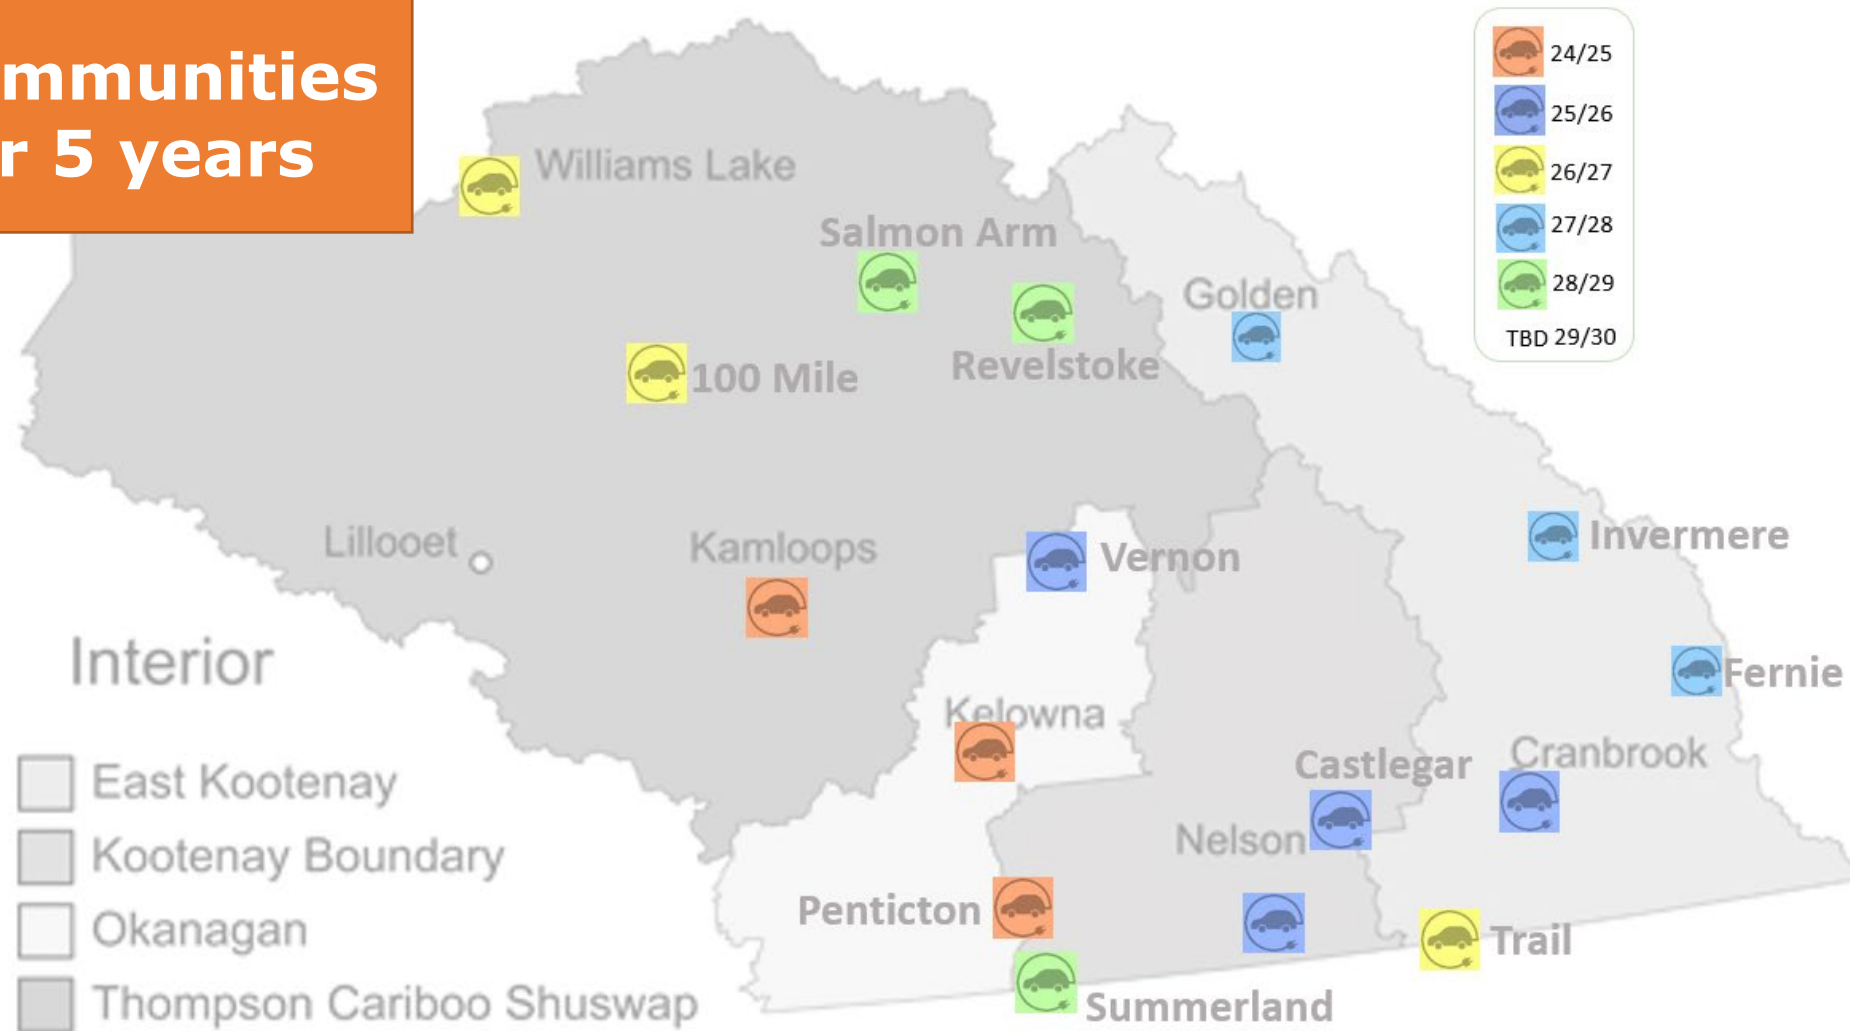 mmunities
r 5 years
24/25
25/26
26/27
27/28
28/29
TBD 29/30
Williams Lake
Salmon Arm
Golden
Revelstoke
100 Mile
Lillooet
Kamloops
Vernon
Invermere
Interior
Fernie
Kelowna
Castlegar
Cranbrook
Nelson
Penticton
Trail
Summerland
East Kootenay
Kootenay Boundary
Okanagan
Thompson Cariboo Shuswap